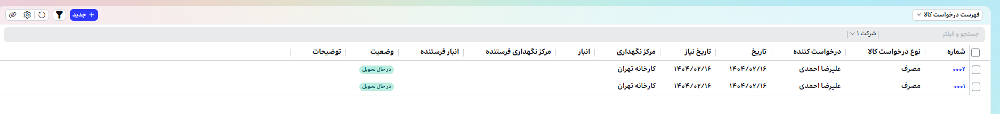 فهرست درخواست کالا
+ جدید
جستجو و فیلتر شرکت ۱
شماره نوع درخواست کالا درخواست کننده تاریخ تاریخ نیاز مرکز نگهداری انبار مرکز نگهداری فرستنده انبار فرستنده وضعیت توضیحات
۰۰۰۲ مصرف علیرضا احمدی ۱۴۰۴/۰۲/۱۶ ۱۴۰۴/۰۲/۱۶ کارخانه تهران در حال تحویل
۰۰۰۱ مصرف علیرضا احمدی ۱۴۰۴/۰۲/۱۶ ۱۴۰۴/۰۲/۱۶ کارخانه تهران در حال تحویل